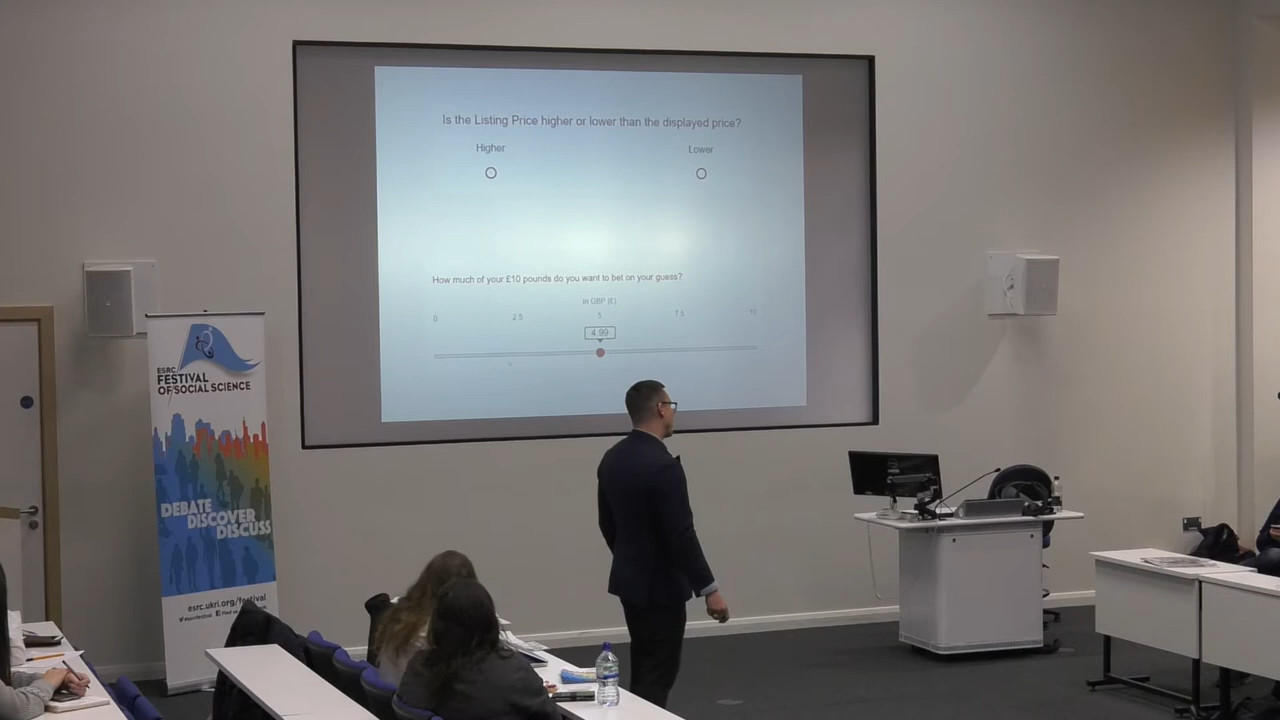 Is the Listing Price higher or lower than the displayed price?
Higher Lower
How much of your £10 pounds do you want to bet on your guess?
in GBP (£)
0 2.5 5 7.5 10
4.99
ESRC
FESTIVAL
OF SOCIAL SCIENCE
DEBATE
DISCOVER
DISCUSS
esrc.ukri.org/festival
Find us